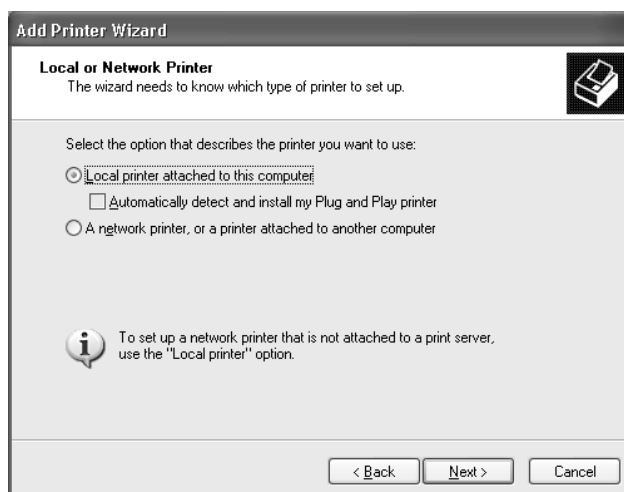 Add Printer Wizard
Local or Network Printer
The wizard needs to know which type of printer to set up.
Select the option that describes the printer you want to use:
Local printer attached to this computer
Automatically detect and install my Plug and Play printer
A network printer, or a printer attached to another computer
To set up a network printer that is not attached to a print server,
use the "Local printer" option.
< Back
Next >
Cancel